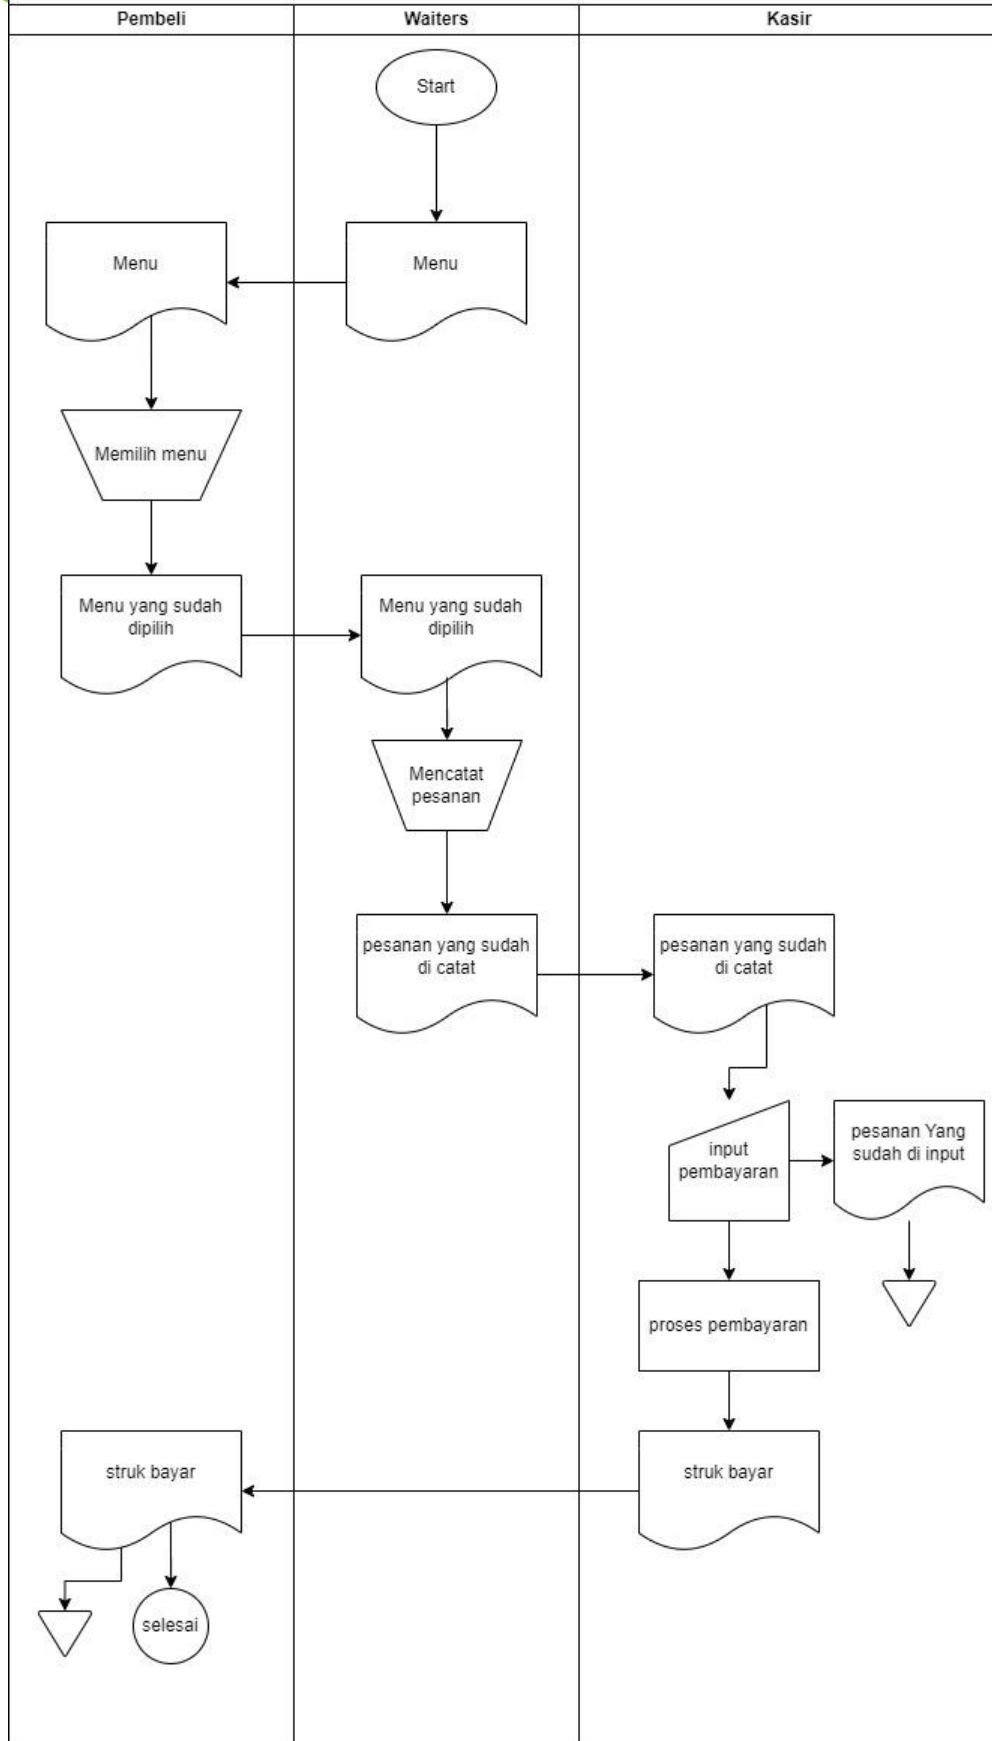 Pembeli
Waiters
Kasir
Start
Menu
Menu
Memilih menu
Menu yang sudah
dipilih
Menu yang sudah
dipilih
Mencatat
pesanan
pesanan yang sudah
di catat
pesanan yang sudah
di catat
input
pembayaran
pesanan Yang
sudah di input
proses pembayaran
struk bayar
struk bayar
selesai